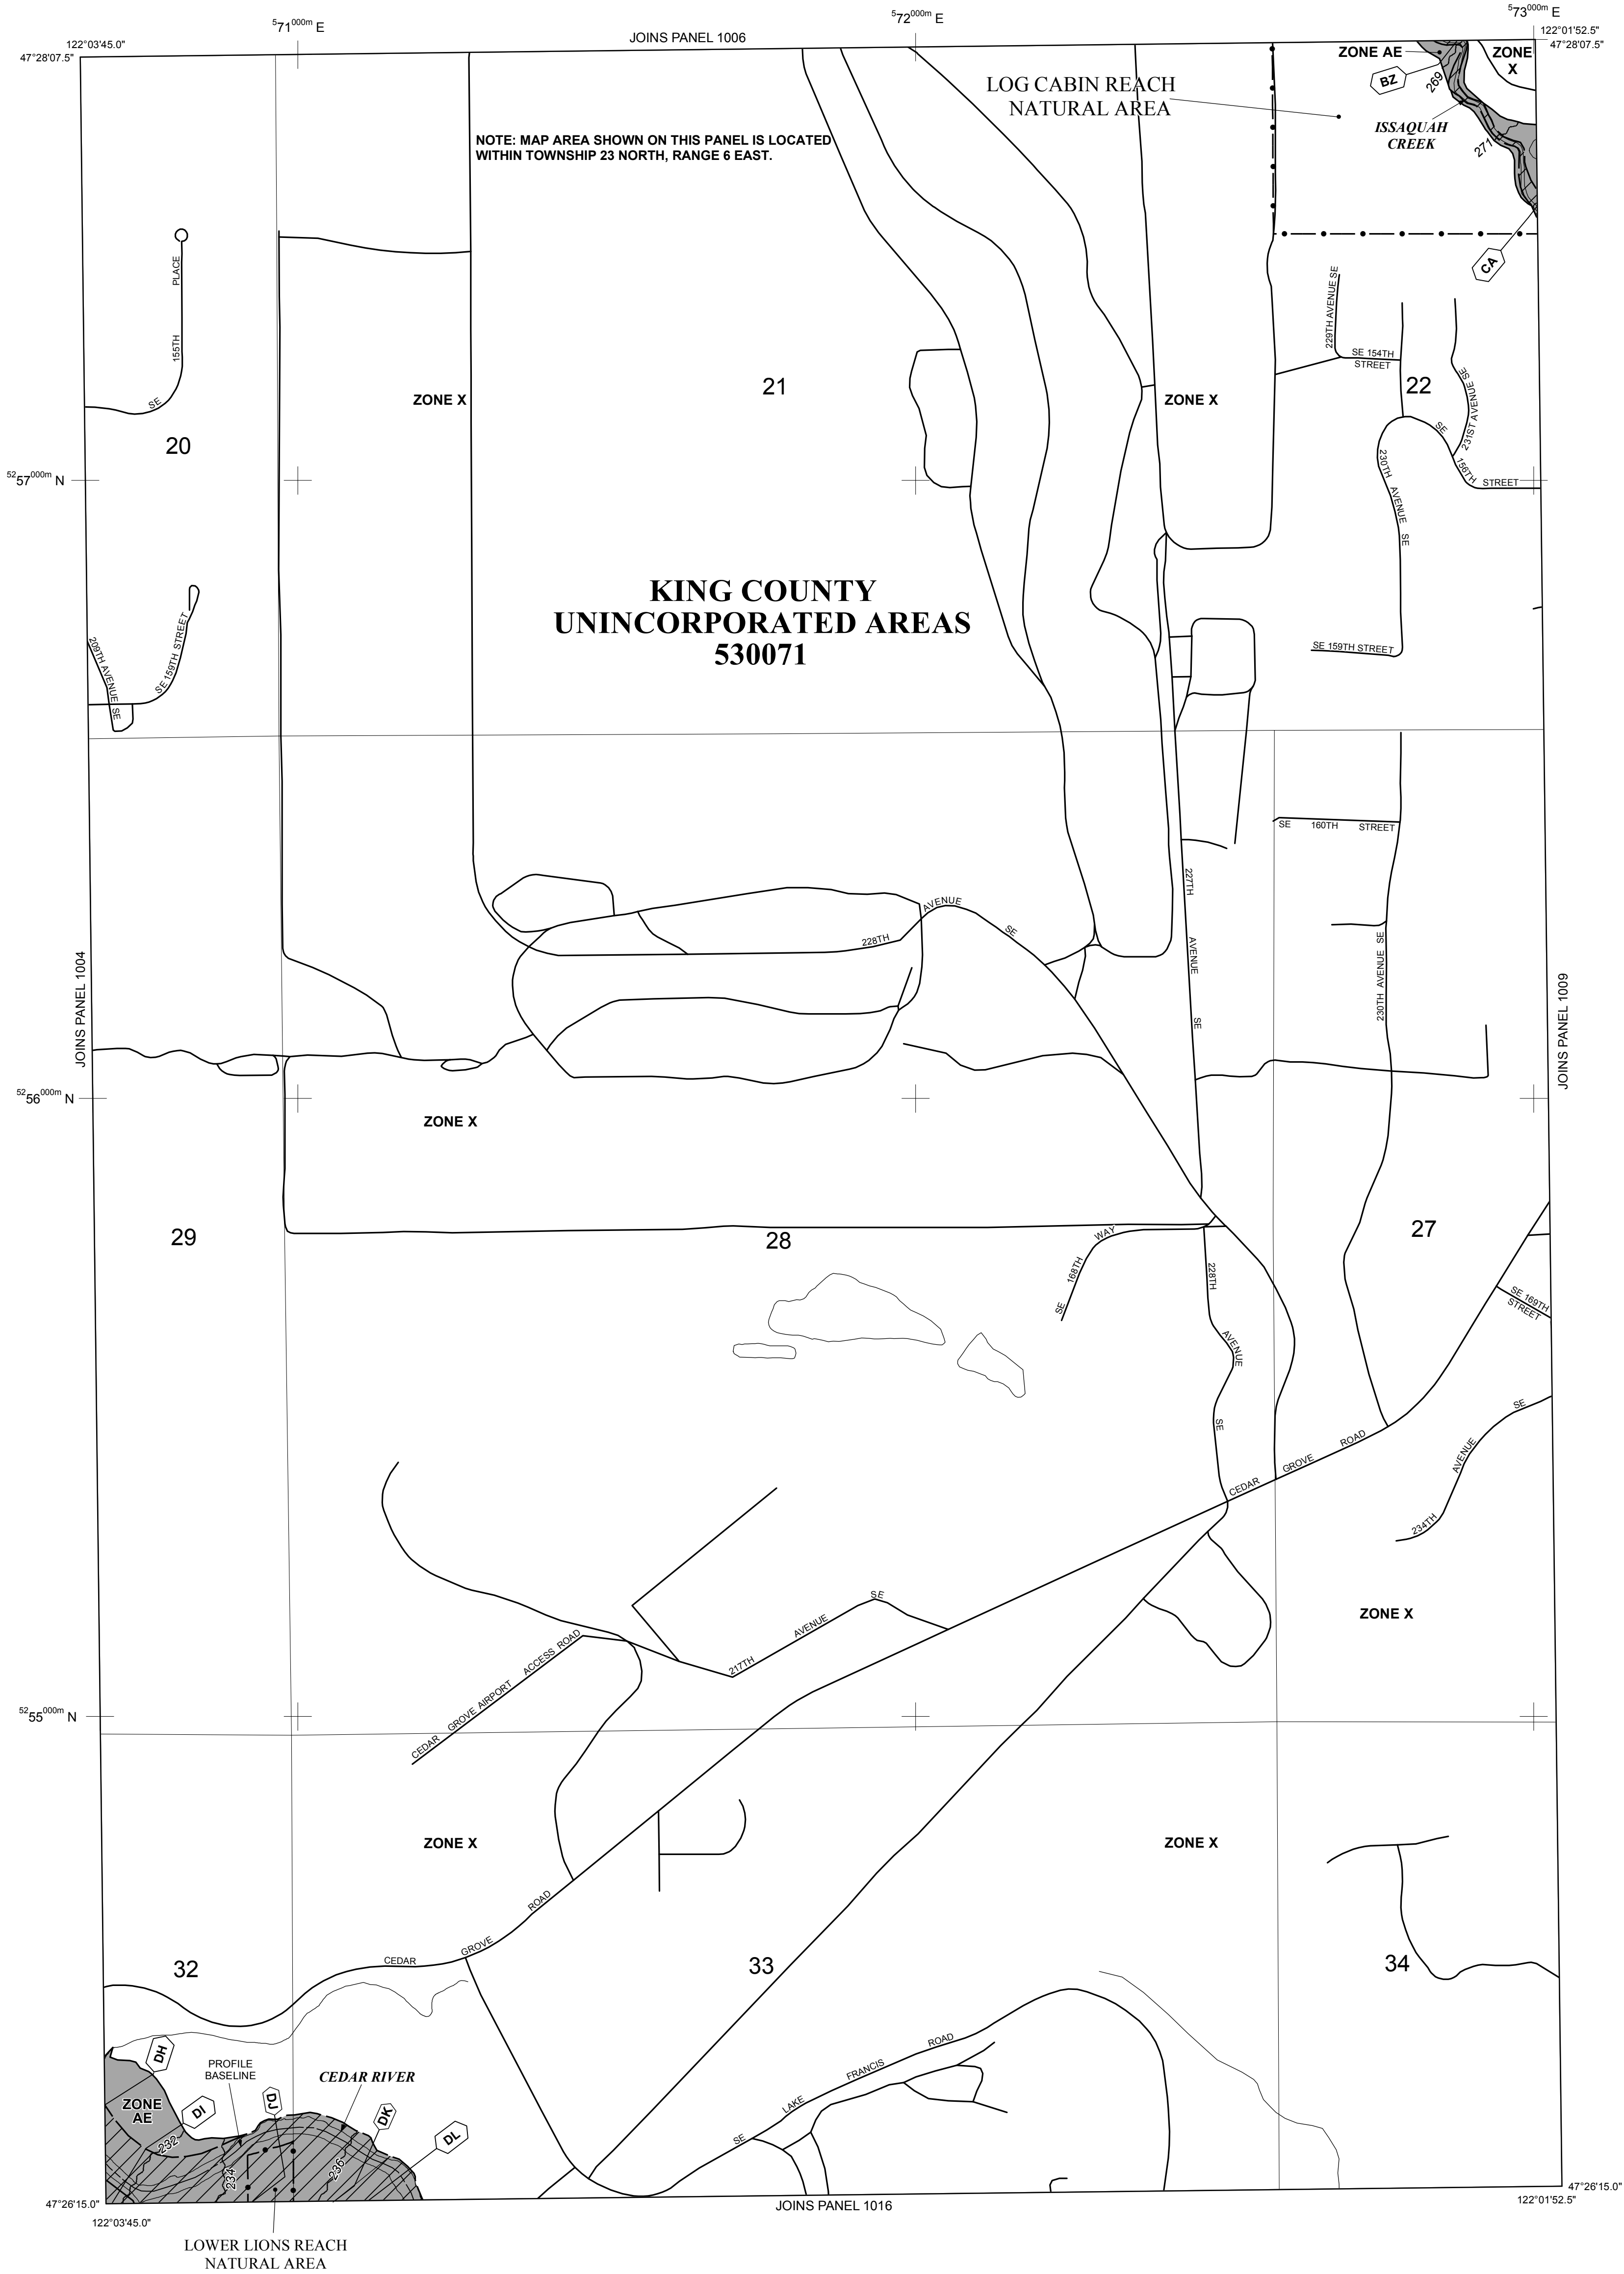 571000m E
572000m E
573000m E
122°03'45.0"
JOINS PANEL 1006
122°01'52.5"
47°28'07.5"
47°28'07.5"
ZONE AE
ZONE
X
BZ
269
LOG CABIN REACH
NATURAL AREA
ISSAQUAH
CREEK
271
NOTE: MAP AREA SHOWN ON THIS PANEL IS LOCATED
WITHIN TOWNSHIP 23 NORTH, RANGE 6 EAST.
CA
155TH PLACE
SE
229TH AVENUE SE
SE 154TH
STREET
231ST AVENUE SE
21
22
ZONE X
ZONE X
20
SE 156TH STREET
230TH AVENUE SE
5257000m N
KING COUNTY
UNINCORPORATED AREAS
530071
209TH AVENUE SE
SE 159TH STREET
SE 159TH STREET
SE 160TH STREET
227TH AVENUE SE
228TH AVENUE SE
230TH AVENUE SE
JOINS PANEL 1004
JOINS PANEL 1009
5256000m N
ZONE X
29
28
27
SE 168TH WAY
228TH AVENUE SE
SE 169TH
STREET
CEDAR GROVE ROAD
234TH AVENUE SE
ZONE X
217TH AVENUE SE
CEDAR GROVE AIRPORT ACCESS ROAD
5255000m N
ZONE X
ZONE X
CEDAR GROVE ROAD
32
33
34
SE LAKE FRANCIS ROAD
DH
PROFILE
BASELINE
CEDAR RIVER
ZONE
AE
DI
DJ
DK
DL
232
234
236
47°26'15.0"
47°26'15.0"
JOINS PANEL 1016
122°03'45.0"
122°01'52.5"
LOWER LIONS REACH
NATURAL AREA